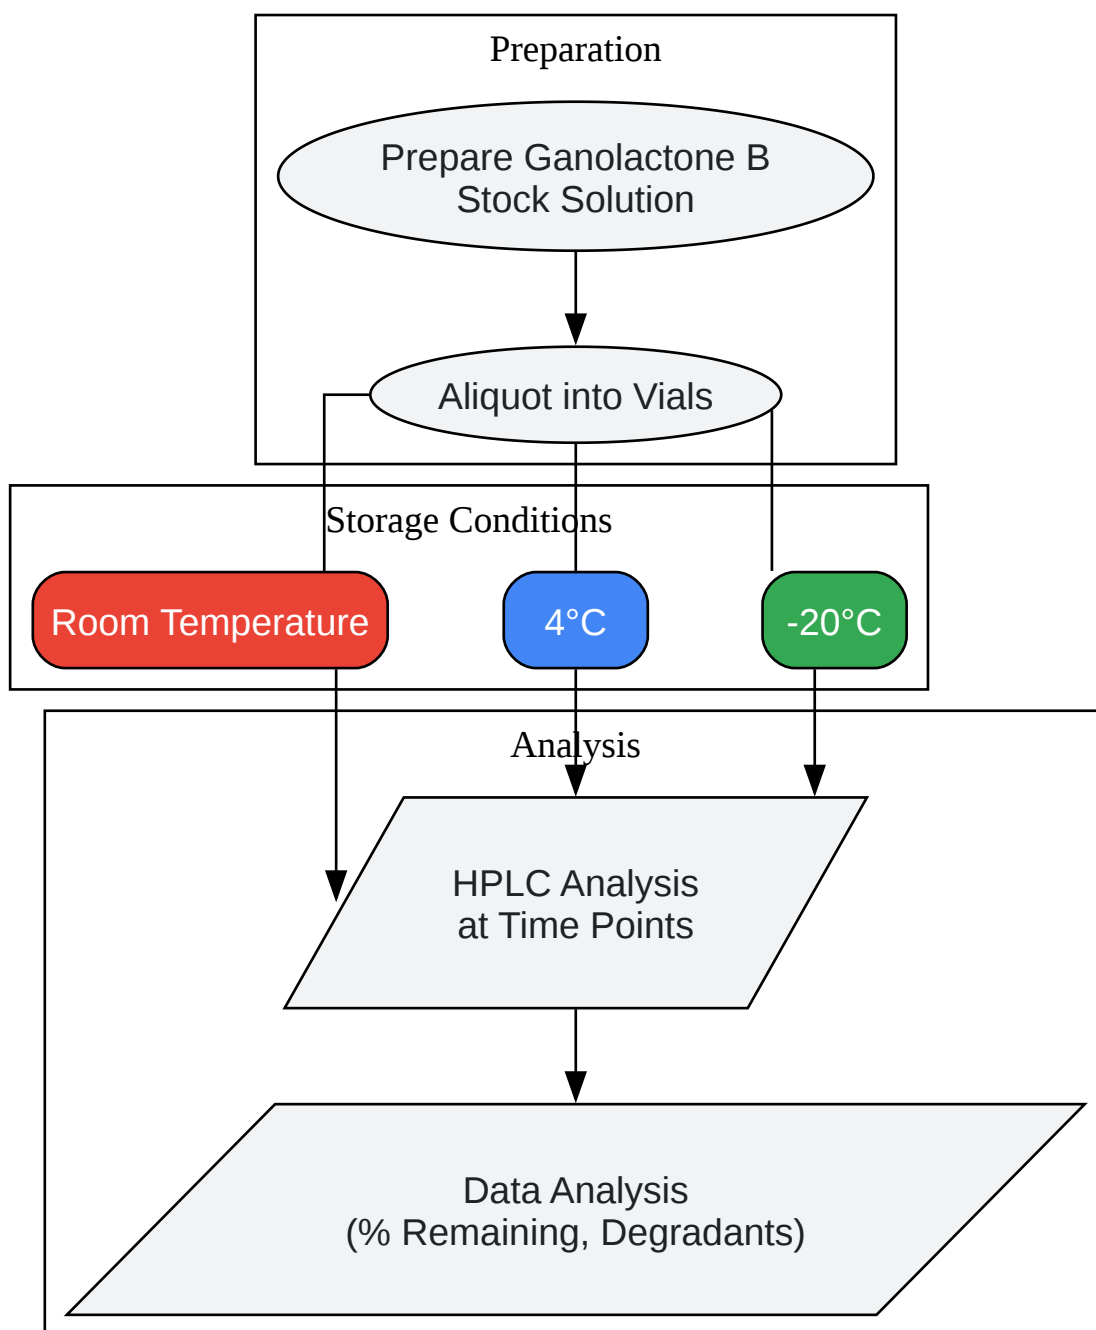 Preparation
Prepare Ganolactone B
Stock Solution
Aliquot into Vials
Storage Conditions
Room Temperature
4°C
-20°C
Analysis
HPLC Analysis
at Time Points
Data Analysis
(% Remaining, Degradants)